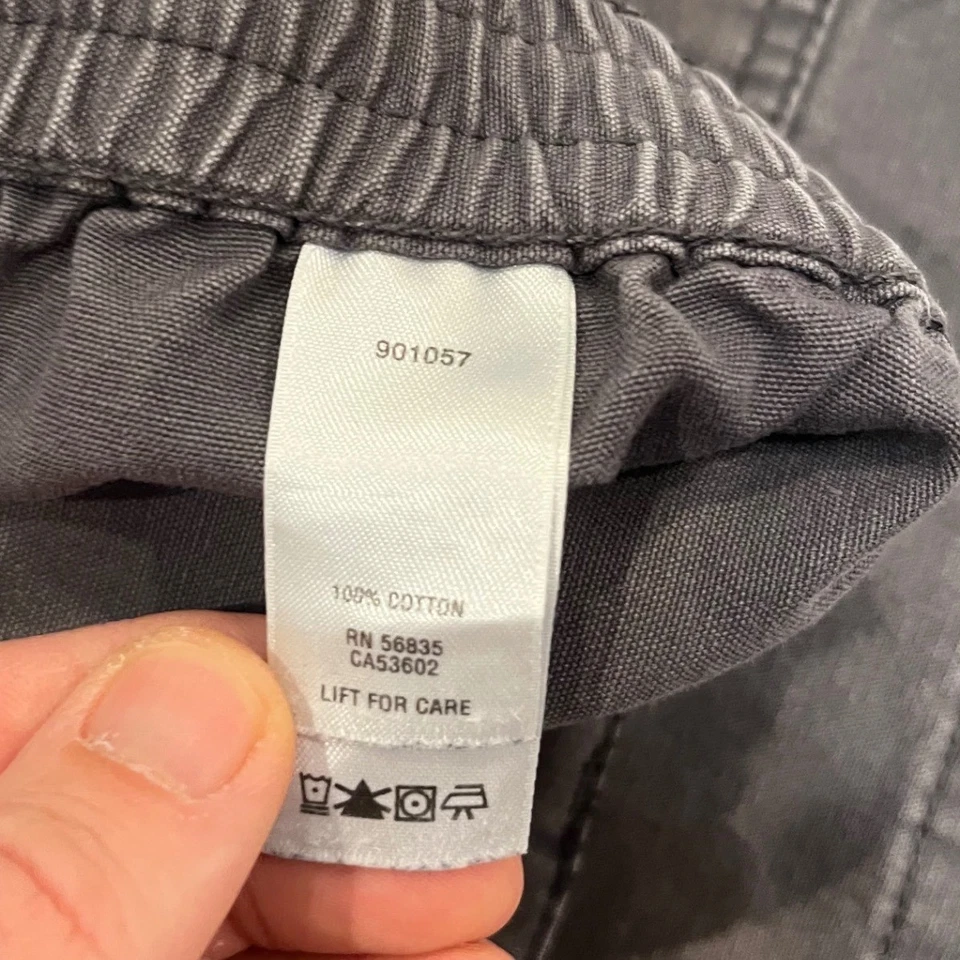 901057
100% COTTON
RN 56835
CA53602
LIFT FOR CARE